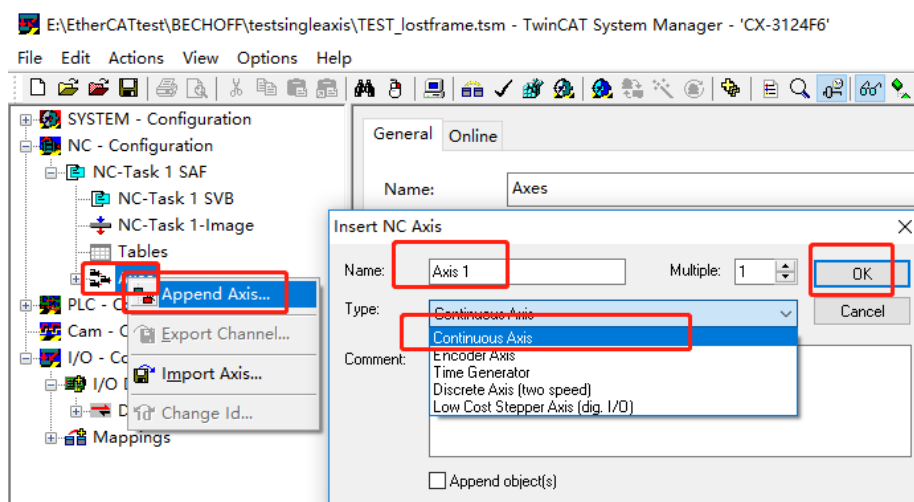 E:\EtherCATtest\BECHOFF\testsingleaxis\TEST_lostframe.tsm - TwinCAT System Manager - 'CX-3124F6'
File Edit Actions View Options Help
SYSTEM - Configuration
NC - Configuration
NC-Task 1 SAF
NC-Task 1 SVB
NC-Task 1-Image
Tables
Append Axis...
PLC - C
Export Channel...
Cam - C
I/O - Co
Import Axis...
I/O
Change Id...
Mappings
General Online
Name: Axes
Insert NC Axis
Name: Axis 1 Multiple: 1 OK
Type: Continuous Axis Cancel
Continuous Axis
Comment: Encoder Axis
Time Generator
Discrete Axis (two speed)
Low Cost Stepper Axis (dig. I/O)
Append object(s)